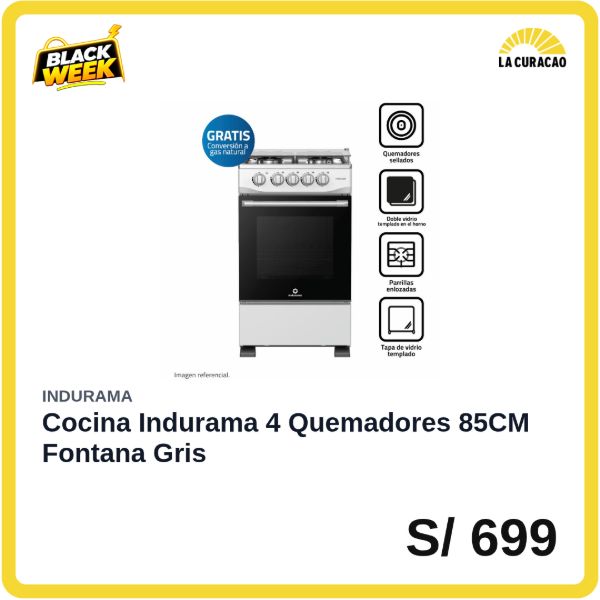 BLACK
WEEK
LA CURACAO
GRATIS
Conversión a
gas natural
Quemadores
sellados
Doble vidrio
templado en el horno
Parrillas
enlozadas
Tapa de vidrio
templado
indurama
Imagen referencial.
INDURAMA
Cocina Indurama 4 Quemadores 85CM
Fontana Gris
S/ 699